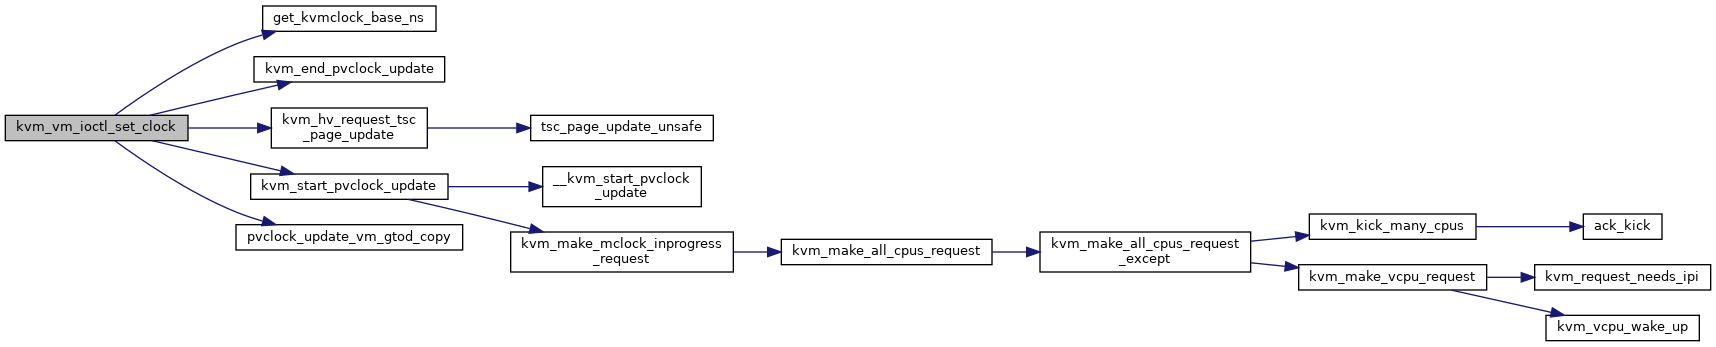 get_kvmclock_base_ns
kvm_end_pvclock_update
kvm_vm_ioctl_set_clock
kvm_hv_request_tsc
_page_update
tsc_page_update_unsafe
kvm_start_pvclock_update
__kvm_start_pvclock
_update
pvclock_update_vm_gtod_copy
kvm_make_mclock_inprogress
_request
kvm_make_all_cpus_request
kvm_make_all_cpus_request
_except
kvm_kick_many_cpus
ack_kick
kvm_make_vcpu_request
kvm_request_needs_ipi
kvm_vcpu_wake_up